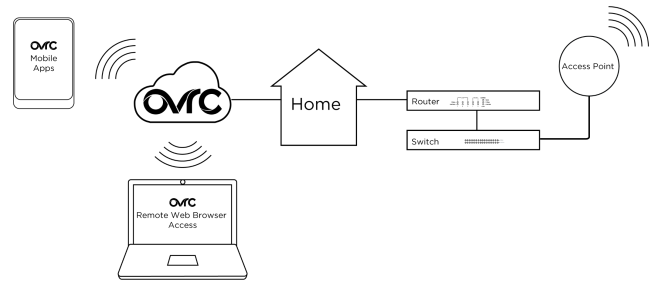 OvrC
Mobile
Apps
OvrC
Home
Router
Switch
Access Point
OvrC
Remote Web Browser
Access